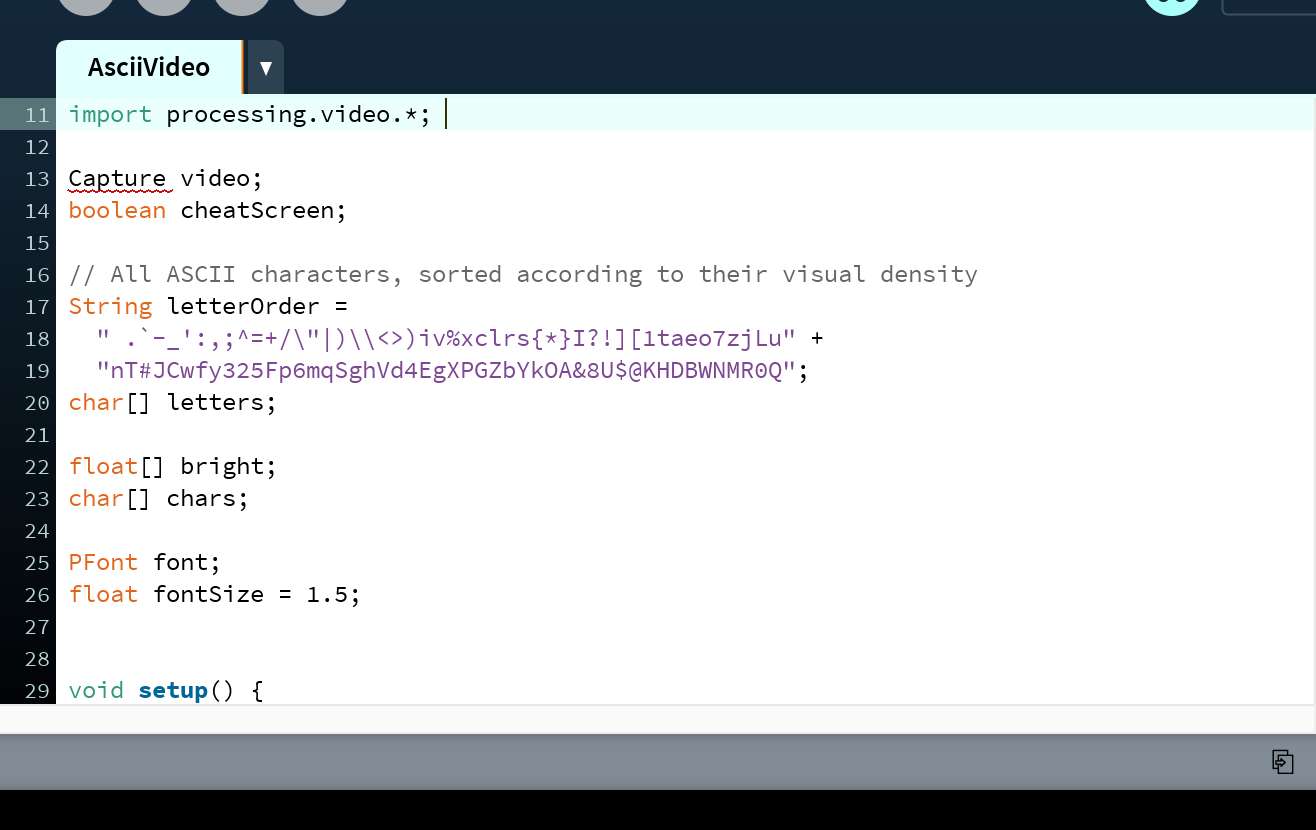 AsciiVideo ▼
11 import processing.video.*;
12
13 Capture video;
14 boolean cheatScreen;
15
16 // All ASCII characters, sorted according to their visual density
17 String letterOrder =
18   " .`-_':,;^=+/\"|)\\<>)iv%xclrs{*}I?!][1taeo7zjLu" +
19   "nT#JCwfy325Fp6mqSghVd4EgXPGZbYkOA&8U$@KHDBWNMR0Q";
20 char[] letters;
21
22 float[] bright;
23 char[] chars;
24
25 PFont font;
26 float fontSize = 1.5;
27
28
29 void setup() {